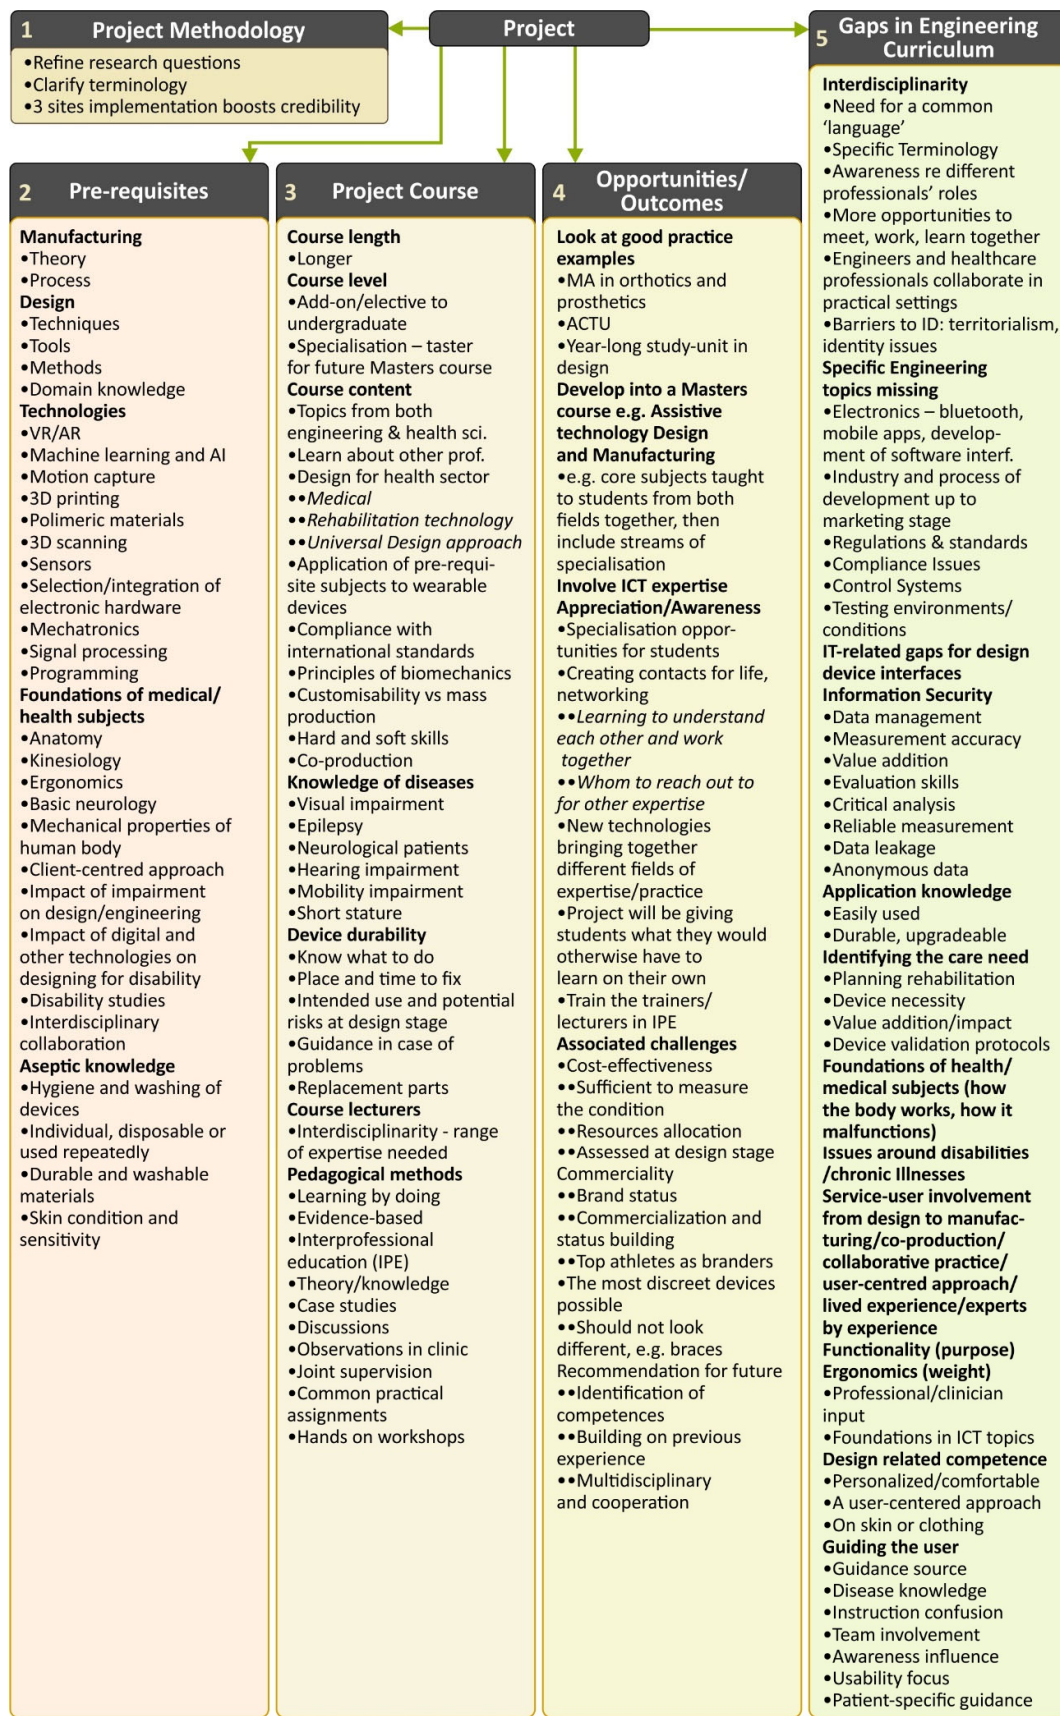 Project
1 Project Methodology
•Refine research questions
•Clarify terminology
•3 sites implementation boosts credibility
2 Pre-requisites
Manufacturing
•Theory
•Process
Design
•Techniques
•Tools
•Methods
•Domain knowledge
Technologies
•VR/AR
•Machine learning and AI
•Motion capture
•3D printing
•Polimeric materials
•3D scanning
•Sensors
•Selection/integration of
electronic hardware
•Mechatronics
•Signal processing
•Programming
Foundations of medical/
health subjects
•Anatomy
•Kinesiology
•Ergonomics
•Basic neurology
•Mechanical properties of
human body
•Client-centred approach
•Impact of impairment
on design/engineering
•Impact of digital and
other technologies on
designing for disability
•Disability studies
•Interdisciplinary
collaboration
Aseptic knowledge
•Hygiene and washing of
devices
•Individual, disposable or
used repeatedly
•Durable and washable
materials
•Skin condition and
sensitivity
3 Project Course
Course length
•Longer
Course level
•Add-on/elective to
undergraduate
•Specialisation – taster
for future Masters course
Course content
•Topics from both
engineering & health sci.
•Learn about other prof.
•Design for health sector
••Medical
••Rehabilitation technology
••Universal Design approach
•Application of pre-requi-
site subjects to wearable
devices
•Compliance with
international standards
•Principles of biomechanics
•Customisability vs mass
production
•Hard and soft skills
•Co-production
Knowledge of diseases
•Visual impairment
•Epilepsy
•Neurological patients
•Hearing impairment
•Mobility impairment
•Short stature
Device durability
•Know what to do
•Place and time to fix
•Intended use and potential
risks at design stage
•Guidance in case of
problems
•Replacement parts
Course lecturers
•Interdisciplinarity - range
of expertise needed
Pedagogical methods
•Learning by doing
•Evidence-based
•Interprofessional
education (IPE)
•Theory/knowledge
•Case studies
•Discussions
•Observations in clinic
•Joint supervision
•Common practical
assignments
•Hands on workshops
4 Opportunities/
Outcomes
Look at good practice
examples
•MA in orthotics and
prosthetics
•ACTU
•Year-long study-unit in
design
Develop into a Masters
course e.g. Assistive
technology Design
and Manufacturing
•e.g. core subjects taught
to students from both
fields together, then
include streams of
specialisation
Involve ICT expertise
Appreciation/Awareness
•Specialisation oppor-
tunities for students
•Creating contacts for life,
networking
••Learning to understand
each other and work
together
••Whom to reach out to
for other expertise
•New technologies
bringing together
different fields of
expertise/practice
•Project will be giving
students what they would
otherwise have to
learn on their own
•Train the trainers/
lecturers in IPE
Associated challenges
•Cost-effectiveness
••Sufficient to measure
the condition
••Resources allocation
••Assessed at design stage
Commerciality
••Brand status
••Commercialization and
status building
••Top athletes as branders
•The most discreet devices
possible
••Should not look
different, e.g. braces
Recommendation for future
••Identification of
competences
••Building on previous
experience
••Multidisciplinary
and cooperation
5 Gaps in Engineering
Curriculum
Interdisciplinarity
•Need for a common
‘language’
•Specific Terminology
•Awareness re different
professionals’ roles
•More opportunities to
meet, work, learn together
•Engineers and healthcare
professionals collaborate in
practical settings
•Barriers to ID: territorialism,
identity issues
Specific Engineering
topics missing
•Electronics – bluetooth,
mobile apps, develop-
ment of software interf.
•Industry and process of
development up to
marketing stage
•Regulations & standards
•Compliance Issues
•Control Systems
•Testing environments/
conditions
IT-related gaps for design
device interfaces
Information Security
•Data management
•Measurement accuracy
•Value addition
•Evaluation skills
•Critical analysis
•Reliable measurement
•Data leakage
•Anonymous data
Application knowledge
•Easily used
•Durable, upgradeable
Identifying the care need
•Planning rehabilitation
•Device necessity
•Value addition/impact
•Device validation protocols
Foundations of health/
medical subjects (how
the body works, how it
malfunctions)
Issues around disabilities
/chronic Illnesses
Service-user involvement
from design to manufac-
turing/co-production/
collaborative practice/
user-centred approach/
lived experience/experts
by experience
Functionality (purpose)
Ergonomics (weight)
•Professional/clinician
input
•Foundations in ICT topics
Design related competence
•Personalized/comfortable
•A user-centered approach
•On skin or clothing
Guiding the user
•Guidance source
•Disease knowledge
•Instruction confusion
•Team involvement
•Awareness influence
•Usability focus
•Patient-specific guidance